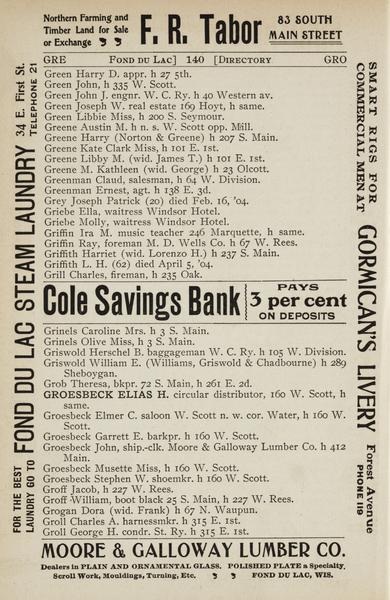 Northern Farming and
Timber Land for Sale
or Exchange
F. R. Tabor
83 SOUTH
MAIN STREET
GRE FOND DU LAC] 140 [DIRECTORY GRO
Green Harry D. appr. h 27 5th.
Green John, h 335 W. Scott.
Green John J. engnr. W. C. Ry. h 40 Western av.
Green Joseph W. real estate 169 Hoyt, h same.
Green Libbie Miss, h 200 S. Seymour.
Greene Austin M. h n. s. W. Scott opp. Mill.
Greene Harry (Norton & Greene) h 207 S. Main.
Greene Kate Clark Miss, h 101 E. 1st.
Greene Libby M. (wid. James T.) h 101 E. 1st.
Greene M. Kathleen (wid. George) h 23 Olcott.
Greenman Claud, salesman, h 64 W. Division.
Greenman Ernest, agt. h 138 E. 3d.
Grey Joseph Patrick (20) died Feb. 16, '04.
Griebe Ella, waitress Windsor Hotel.
Griebe Molly, waitress Windsor Hotel.
Griffin Ira M. music teacher 246 Marquette, h same.
Griffin Ray, foreman M. D. Wells Co. h 67 W. Rees.
Griffith Harriet (wid. Lorenzo H.) h 237 S. Main.
Griffith L. H. (62) died April 5, '04.
Grill Charles, fireman, h 235 Oak.
Cole Savings Bank
PAYS
3 per cent
ON DEPOSITS
Grinels Caroline Mrs. h 3 S. Main.
Grinels Olive Miss, h 3 S. Main.
Griswold Herschel B. baggageman W. C. Ry. h 105 W. Division.
Griswold William E. (Williams, Griswold & Chadbourne) h 289
Sheboygan.
Grob Theresa, bkpr. 72 S. Main, h 261 E. 2d.
GROESBECK ELIAS H. circular distributor, 160 W. Scott, h
same.
Groesbeck Elmer C. saloon W. Scott n. w. cor. Water, h 160 W.
Scott.
Groesbeck Garrett E. barkpr. h 160 W. Scott.
Groesbeck John, ship.-clk. Moore & Galloway Lumber Co. h 412
Main.
Groesbeck Musette Miss, h 160 W. Scott.
Groesbeck Stephen W. shoemkr. h 160 W. Scott.
Groff Jacob, h 227 W. Rees.
Groff William, boot black 25 S. Main, h 227 W. Rees.
Grogan Dora (wid. Frank) h 67 N. Waupun.
Groll Charles A. harnessmkr. h 315 E. 1st.
Groll George H. condr. St. Ry. h 315 E. 1st.
MOORE & GALLOWAY LUMBER CO.
Dealers in PLAIN AND ORNAMENTAL GLASS. POLISHED PLATE a Specialty.
Scroll Work, Mouldings, Turning, Etc. FOND DU LAC, WIS.
FOR THE BEST
LAUNDRY GO TO
FOND DU LAC STEAM LAUNDRY
34 E. First St.
TELEPHONE 21
SMART RIGS FOR
COMMERCIAL MEN AT
GORMICAN'S LIVERY
Forest Avenue
PHONE 119